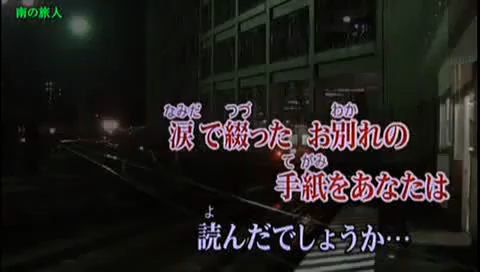 南の旅人
なみだ つづ わか
涙で綴った お別れの
て がみ
手紙をあなたは
よ
読んだでしょうか…